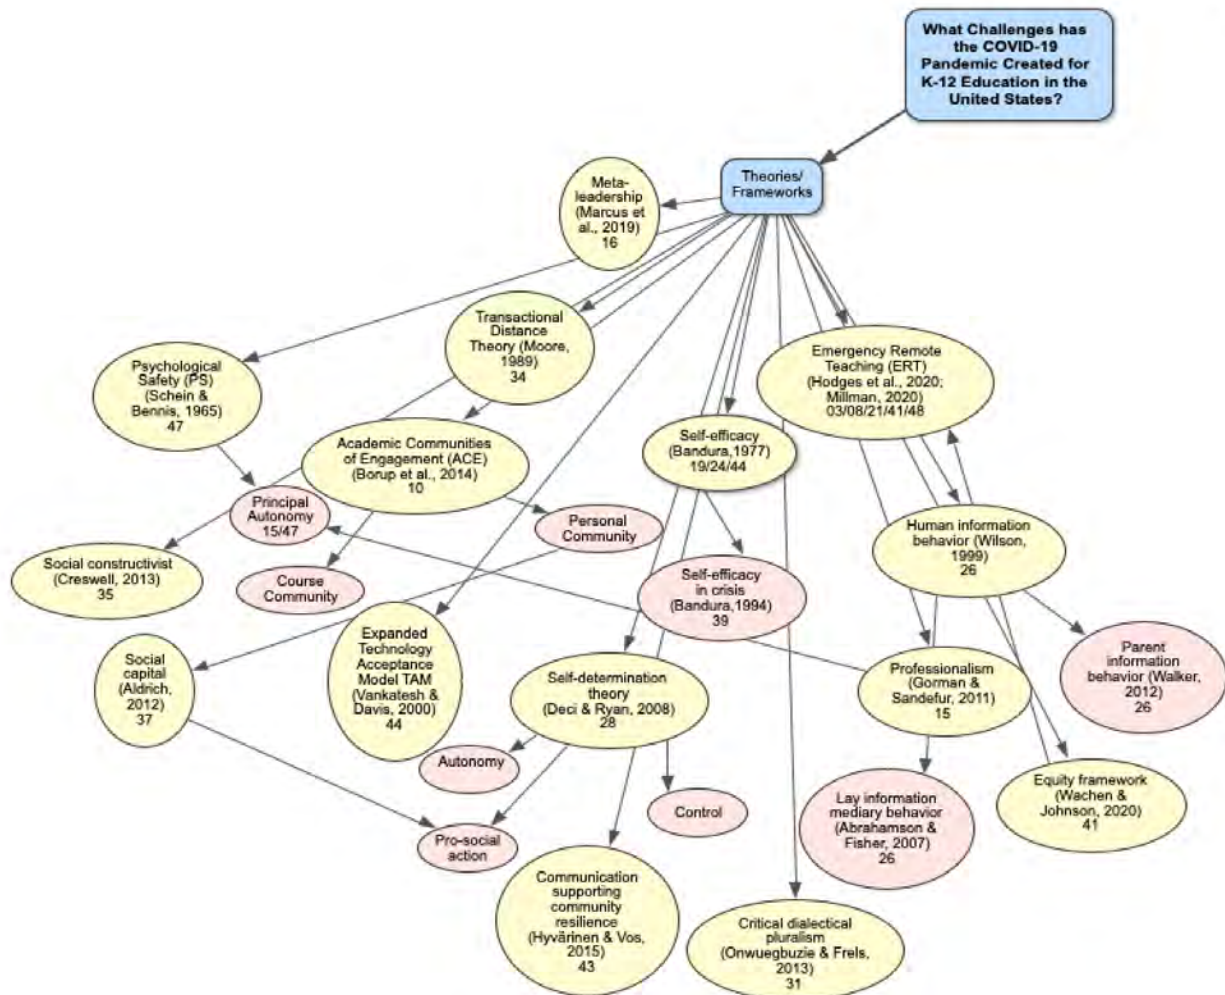 What Challenges has
the COVID-19
Pandemic Created for
K-12 Education in the
United States?
Theories/
Frameworks
Meta-
leadership
(Marcus et
al., 2019)
16
Transactional
Distance
Theory (Moore,
1989)
34
Psychological
Safety (PS)
(Schein &
Bennis, 1965)
47
Emergency Remote
Teaching (ERT)
(Hodges et al., 2020;
Millman, 2020)
03/08/21/41/48
Academic Communities
of Engagement (ACE)
(Borup et al., 2014)
10
Self-efficacy
(Bandura,1977)
19/24/44
Principal
Autonomy
15/47
Personal
Community
Human information
behavior (Wilson,
1999)
26
Social constructivist
(Creswell, 2013)
35
Course
Community
Self-efficacy
in crisis
(Bandura,1994)
39
Expanded
Technology
Acceptance
Model TAM
(Vankatesh &
Davis, 2000)
44
Social
capital
(Aldrich,
2012)
37
Self-determination
theory
(Deci & Ryan, 2008)
28
Professionalism
(Gorman &
Sandefur, 2011)
15
Parent
information
behavior (Walker,
2012)
26
Autonomy
Control
Lay information
mediary behavior
(Abrahamson &
Fisher, 2007)
26
Equity framework
(Wachen &
Johnson, 2020)
41
Pro-social
action
Communication
supporting
community
resilience
(Hyvärinen & Vos,
2015)
43
Critical dialectical
pluralism
(Onwuegbuzie & Frels,
2013)
31